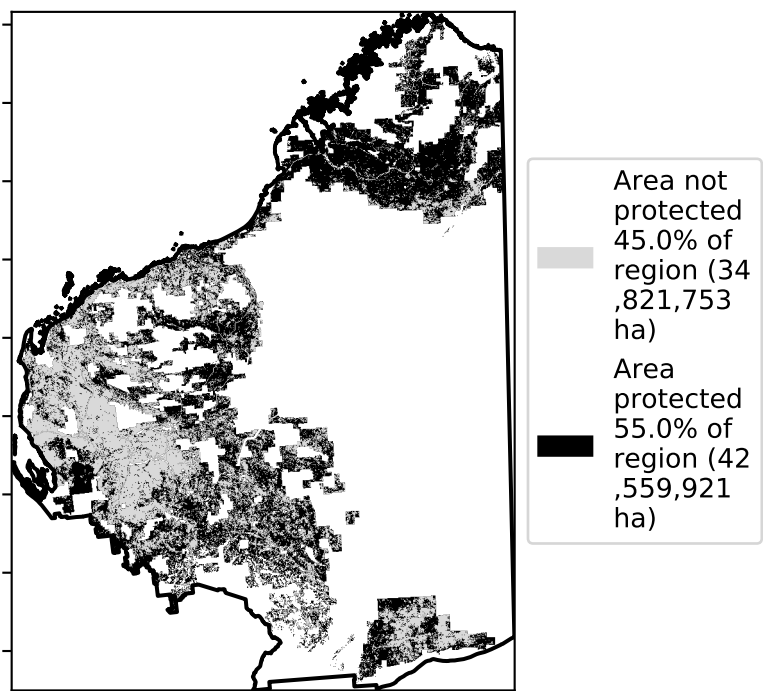 Area not
protected
45.0% of
region (34
,821,753
ha)
Area
protected
55.0% of
region (42
,559,921
ha)